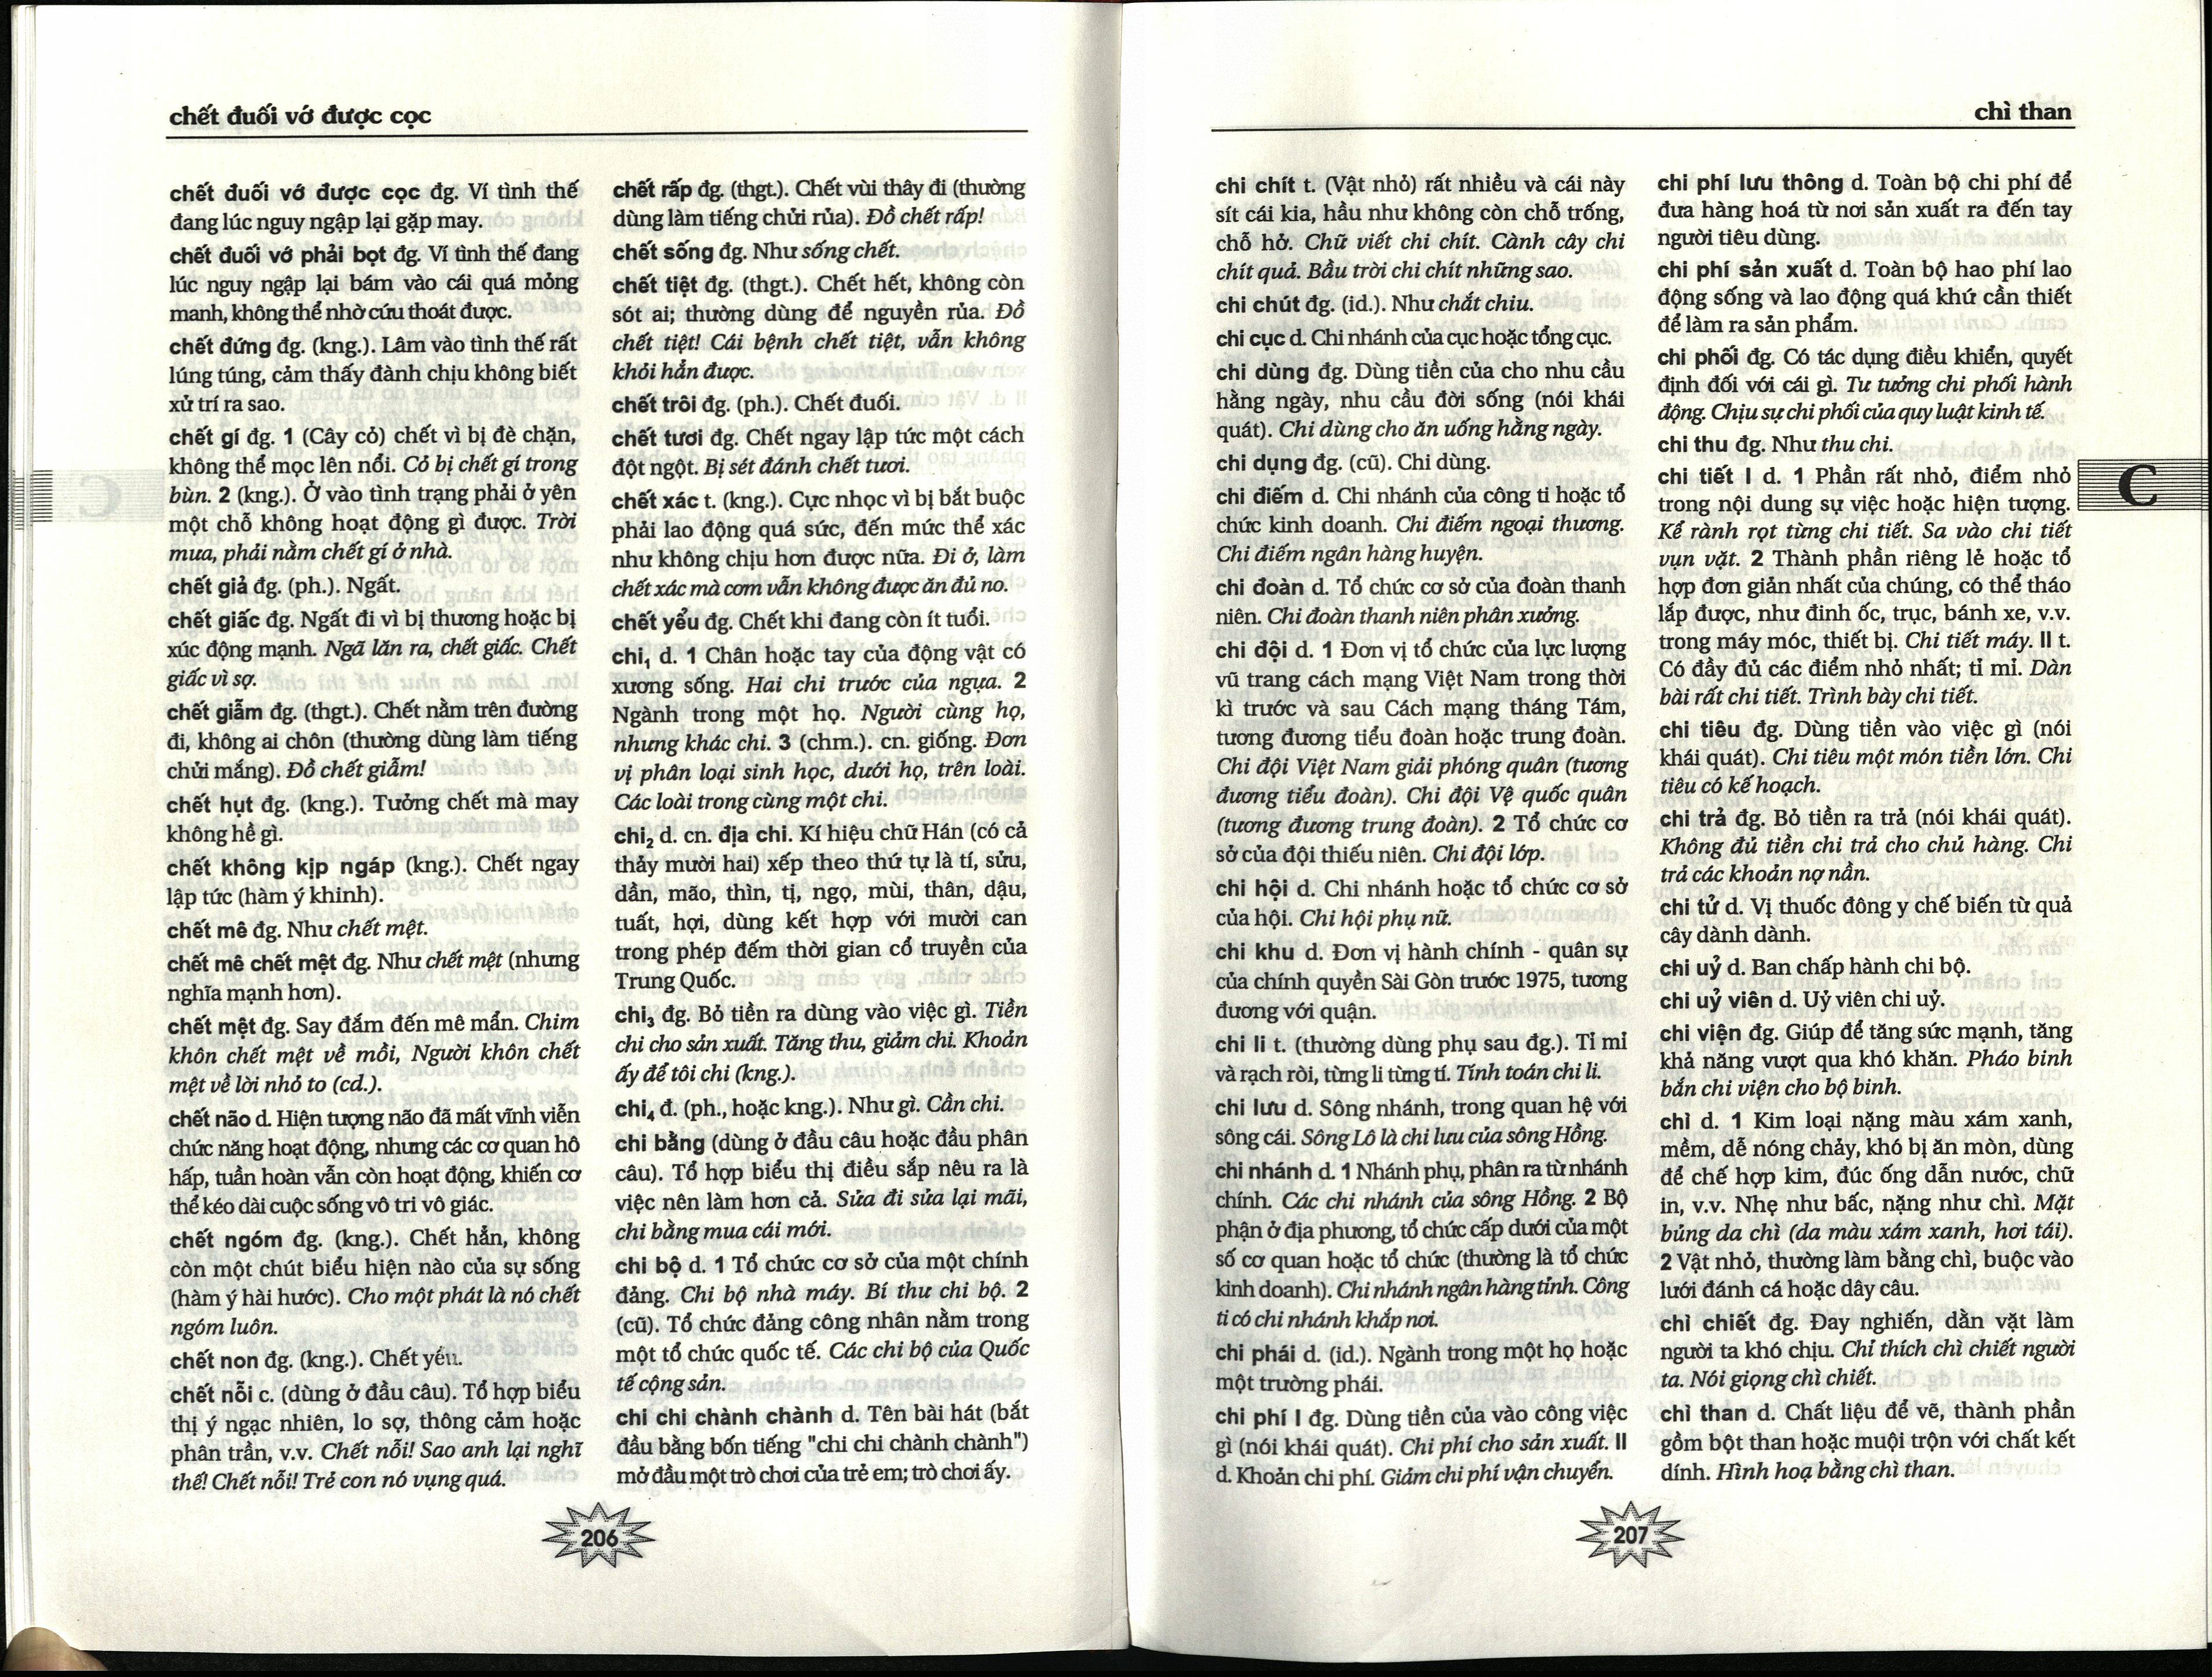 chết đuối vớ được cọc
chết đuối vớ được cọc đg. Ví tình thế
đang lúc nguy ngập lại gặp may.
chết đuối vớ phải bọt đg. Ví tình thế đang
lúc nguy ngập lại bám vào cái quá mỏng
manh, không thể nhờ cứu thoát được.
chết đứng đg. (kng.). Lâm vào tình thế rất
lúng túng, cảm thấy đành chịu không biết
xử trí ra sao.
chết gí đg. 1 (Cây cỏ) chết vì bị đè chặn,
không thể mọc lên nổi. Cỏ bị chết gí trong
bùn. 2 (kng.). Ở vào tình trạng phải ở yên
một chỗ không hoạt động gì được. Trời
mưa, phải nằm chết gí ở nhà.
chết giả đg. (ph.). Ngất.
chết giấc đg. Ngất đi vì bị thương hoặc bị
xúc động mạnh. Ngã lăn ra, chết giấc. Chết
giấc vì sợ.
chết giẫm đg. (thgt.). Chết nằm trên đường
đi, không ai chôn (thường dùng làm tiếng
chửi mắng). Đồ chết giẫm!
chết hụt đg. (kng.). Tưởng chết mà may
không hề gì.
chết không kịp ngáp (kng.). Chết ngay
lập tức (hàm ý khinh).
chết mê đg. Như chết mệt.
chết mê chết mệt đg. Như chết mệt (nhưng
nghĩa mạnh hơn).
chết mệt đg. Say đắm đến mê mẩn. Chim
khôn chết mệt về mồi, Người khôn chết
mệt về lời nhỏ to (cd.).
chết não d. Hiện tượng não đã mất vĩnh viễn
chức năng hoạt động, nhưng các cơ quan hô
hấp, tuần hoàn vẫn còn hoạt động, khiến cơ
thể kéo dài cuộc sống vô tri vô giác.
chết ngóm đg. (kng.). Chết hẳn, không
còn một chút biểu hiện nào của sự sống
(hàm ý hài hước). Cho một phát là nó chết
ngóm luôn.
chết non đg. (kng.). Chết yểu.
chết nỗi c. (dùng ở đầu câu). Tổ hợp biểu
thị ý ngạc nhiên, lo sợ, thông cảm hoặc
phân trần, v.v. Chết nỗi! Sao anh lại nghĩ
thế! Chết nỗi! Trẻ con nó vụng quá.
chết rấp đg. (thgt.). Chết vùi thây đi (thường
dùng làm tiếng chửi rủa). Đồ chết rấp!
chết sống đg. Như sống chết.
chết tiệt đg. (thgt.). Chết hết, không còn
sót ai; thường dùng để nguyền rủa. Đồ
chết tiệt! Cái bệnh chết tiệt, vẫn không
khỏi hẳn được.
chết trôi đg. (ph.). Chết đuối.
chết tươi đg. Chết ngay lập tức một cách
đột ngột. Bị sét đánh chết tươi.
chết xác t. (kng.). Cực nhọc vì bị bắt buộc
phải lao động quá sức, đến mức thể xác
như không chịu hơn được nữa. Đi ở, làm
chết xác mà cơm vẫn không được ăn đủ no.
chết yểu đg. Chết khi đang còn ít tuổi.
chi₁ d. 1 Chân hoặc tay của động vật có
xương sống. Hai chi trước của ngựa. 2
Ngành trong một họ. Người cùng họ,
nhưng khác chi. 3 (chm.). cn. giống. Đơn
vị phân loại sinh học, dưới họ, trên loài.
Các loài trong cùng một chi.
chi₂ d. cn. địa chi. Kí hiệu chữ Hán (có cả
thảy mười hai) xếp theo thứ tự là tí, sửu,
dần, mão, thìn, tị, ngọ, mùi, thân, dậu,
tuất, hợi, dùng kết hợp với mười can
trong phép đếm thời gian cổ truyền của
Trung Quốc.
chi₃ đg. Bỏ tiền ra dùng vào việc gì. Tiền
chi cho sản xuất. Tăng thu, giảm chi. Khoản
ấy để tôi chi (kng.).
chi₄ đ. (ph., hoặc kng.). Như gì. Cần chi.
chi bằng (dùng ở đầu câu hoặc đầu phân
câu). Tổ hợp biểu thị điều sắp nêu ra là
việc nên làm hơn cả. Sửa đi sửa lại mãi,
chi bằng mua cái mới.
chi bộ d. 1 Tổ chức cơ sở của một chính
đảng. Chi bộ nhà máy. Bí thư chi bộ. 2
(cũ). Tổ chức đảng công nhân nằm trong
một tổ chức quốc tế. Các chi bộ của Quốc
tế cộng sản.
chi chi chành chành d. Tên bài hát (bắt
đầu bằng bốn tiếng "chi chi chành chành")
mở đầu một trò chơi của trẻ em; trò chơi ấy.
206
chì than
chi chít t. (Vật nhỏ) rất nhiều và cái này
sít cái kia, hầu như không còn chỗ trống,
chỗ hở. Chữ viết chi chít. Cành cây chi
chít quả. Bầu trời chi chít những sao.
chi chút đg. (id.). Như chắt chiu.
chi cục d. Chi nhánh của cục hoặc tổng cục.
chi dùng đg. Dùng tiền của cho nhu cầu
hằng ngày, như cầu đời sống (nói khái
quát). Chi dùng cho ăn uống hằng ngày.
chi dụng đg. (cũ). Chi dùng.
chi điếm d. Chi nhánh của công ti hoặc tổ
chức kinh doanh. Chi điếm ngoại thương.
Chi điếm ngân hàng huyện.
chi đoàn d. Tổ chức cơ sở của đoàn thanh
niên. Chi đoàn thanh niên phân xưởng.
chi đội d. 1 Đơn vị tổ chức của lực lượng
vũ trang cách mạng Việt Nam trong thời
kì trước và sau Cách mạng tháng Tám,
tương đương tiểu đoàn hoặc trung đoàn.
Chi đội Việt Nam giải phóng quân (tương
đương tiểu đoàn). Chi đội Vệ quốc quân
(tương đương trung đoàn). 2 Tổ chức cơ
sở của đội thiếu niên. Chi đội lớp.
chi hội d. Chi nhánh hoặc tổ chức cơ sở
của hội. Chi hội phụ nữ.
chi khu d. Đơn vị hành chính - quân sự
của chính quyền Sài Gòn trước 1975, tương
đương với quận.
chi li t. (thường dùng phụ sau đg.). Tỉ mỉ
và rạch ròi, từng li từng tí. Tính toán chi li.
chi lưu d. Sông nhánh, trong quan hệ với
sông cái. Sông Lô là chi lưu của sông Hồng.
chi nhánh d. 1 Nhánh phụ, phân ra từ nhánh
chính. Các chi nhánh của sông Hồng. 2 Bộ
phận ở địa phương, tổ chức cấp dưới của một
số cơ quan hoặc tổ chức (thường là tổ chức
kinh doanh). Chi nhánh ngân hàng tỉnh. Công
ti có chi nhánh khắp nơi.
chi phái d. (id.). Ngành trong một họ hoặc
một trường phái.
chi phí I đg. Dùng tiền của vào công việc
gì (nói khái quát). Chi phí cho sản xuất. II
d. Khoản chi phí. Giảm chi phí vận chuyển.
chi phí lưu thông d. Toàn bộ chi phí để
đưa hàng hoá từ nơi sản xuất ra đến tay
người tiêu dùng.
chi phí sản xuất d. Toàn bộ hao phí lao
động sống và lao động quá khứ cần thiết
để làm ra sản phẩm.
chi phối đg. Có tác dụng điều khiển, quyết
định đối với cái gì. Tư tưởng chi phối hành
động. Chịu sự chi phối của quy luật kinh tế.
chi thu đg. Như thu chi.
chi tiết I d. 1 Phần rất nhỏ, điểm nhỏ
trong nội dung sự việc hoặc hiện tượng.
Kể rành rọt từng chi tiết. Sa vào chi tiết
vụn vặt. 2 Thành phần riêng lẻ hoặc tổ
hợp đơn giản nhất của chúng, có thể tháo
lắp được, như đinh ốc, trục, bánh xe, v.v.
trong máy móc, thiết bị. Chi tiết máy. II t.
Có đầy đủ các điểm nhỏ nhất; tỉ mỉ. Dàn
bài rất chi tiết. Trình bày chi tiết.
chi tiêu đg. Dùng tiền vào việc gì (nói
khái quát). Chi tiêu một món tiền lớn. Chi
tiêu có kế hoạch.
chi trả đg. Bỏ tiền ra trả (nói khái quát).
Không đủ tiền chi trả cho chủ hàng. Chi
trả các khoản nợ nần.
chi tử d. Vị thuốc đông y chế biến từ quả
cây dành dành.
chi uỷ d. Ban chấp hành chi bộ.
chi uỷ viên d. Uỷ viên chi uỷ.
chi viện đg. Giúp để tăng sức mạnh, tăng
khả năng vượt qua khó khăn. Pháo binh
bắn chi viện cho bộ binh.
chì d. 1 Kim loại nặng màu xám xanh,
mềm, dễ nóng chảy, khó bị ăn mòn, dùng
để chế hợp kim, đúc ống dẫn nước, chữ
in, v.v. Nhẹ như bấc, nặng như chì. Mặt
bủng da chì (da màu xám xanh, hơi tái).
2 Vật nhỏ, thường làm bằng chì, buộc vào
lưới đánh cá hoặc dây câu.
chì chiết đg. Đay nghiến, dằn vặt làm
người ta khó chịu. Chỉ thích chì chiết người
ta. Nói giọng chì chiết.
chì than d. Chất liệu để vẽ, thành phần
gồm bột than hoặc muội trộn với chất kết
dính. Hình hoạ bằng chì than.
C
207